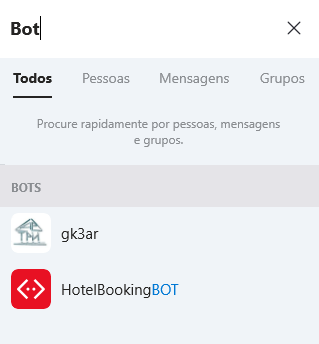 Bot
Todos Pessoas Mensagens Grupos
Procure rapidamente por pessoas, mensagens
e grupos.
BOTS
gk3ar
HotelBookingBOT